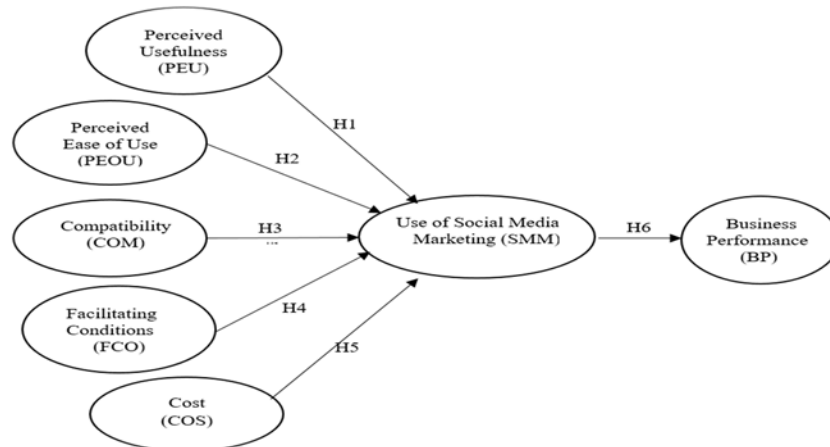 Perceived
Usefulness
(PEU)
H1
Perceived
Ease of Use
(PEOU)
H2
Compatibility
(COM)
H3
...
Use of Social Media
Marketing (SMM)
H6
Business
Performance
(BP)
Facilitating
Conditions
(FCO)
H4
H5
Cost
(COS)